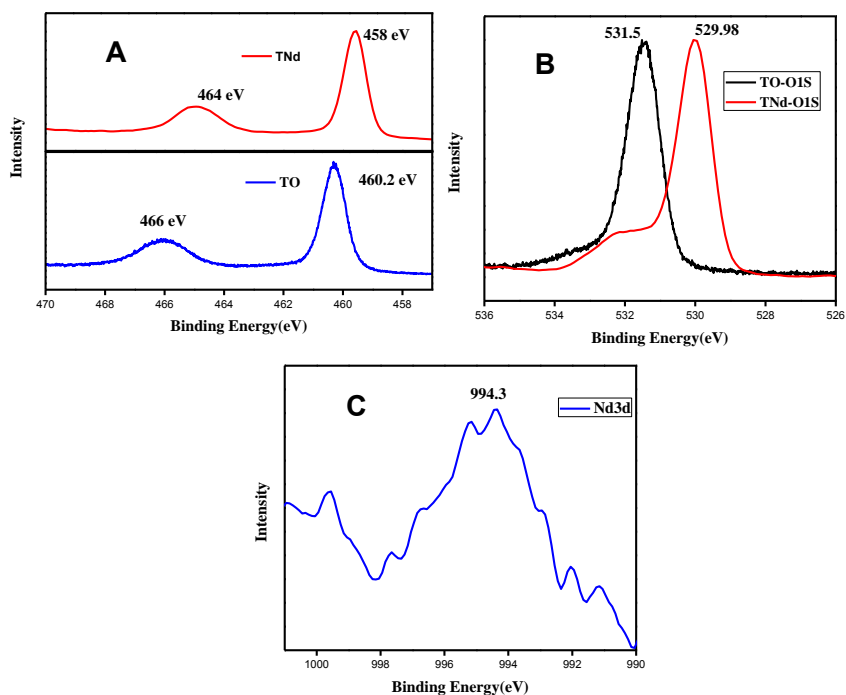 A
TNd
458 eV
464 eV
TO
460.2 eV
466 eV
Intensity
470 468 466 464 462 460 458
Binding Energy(eV)
B
531.5
529.98
TO-O1S
TNd-O1S
Intensity
536 534 532 530 528 526
Binding Energy(eV)
C
994.3
Nd3d
Intensity
1000 998 996 994 992 990
Binding Energy(eV)